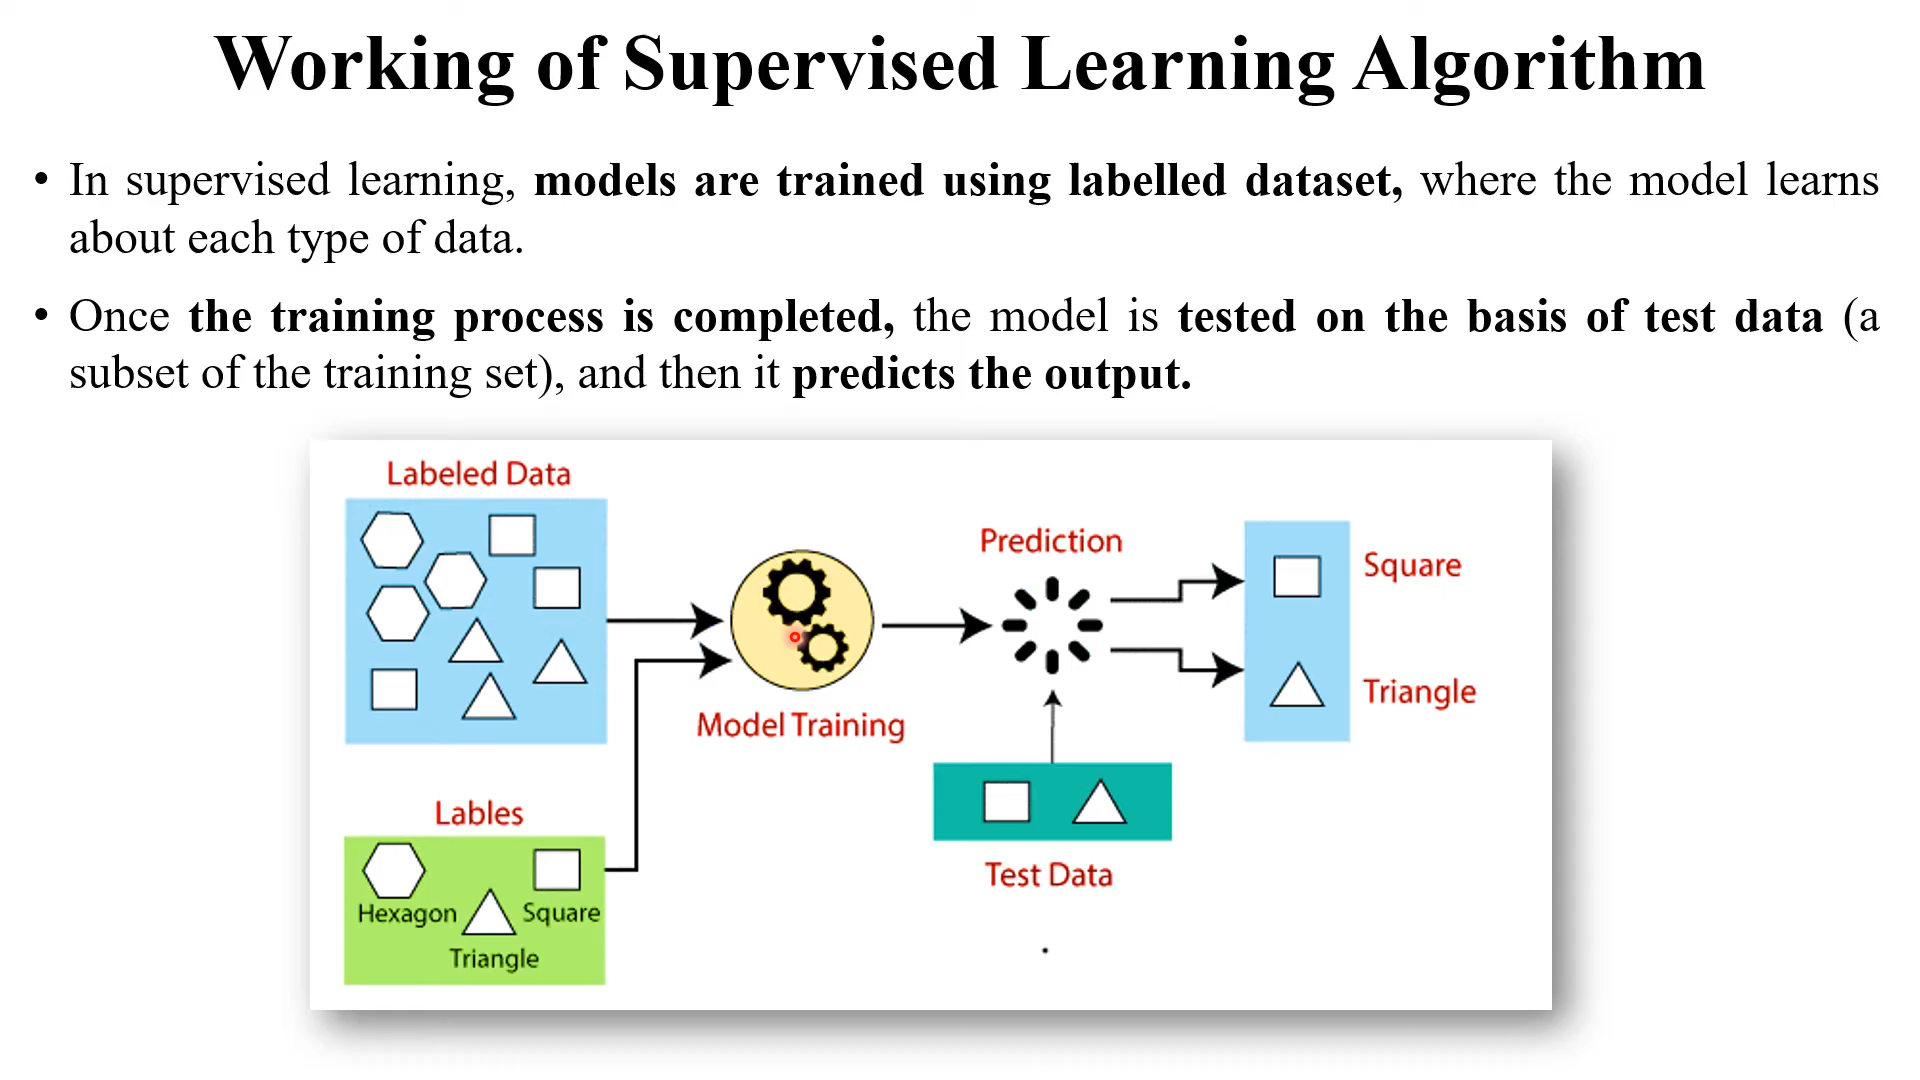 Working of Supervised Learning Algorithm
• In supervised learning, models are trained using labelled dataset, where the model learns
about each type of data.
• Once the training process is completed, the model is tested on the basis of test data (a
subset of the training set), and then it predicts the output.
Labeled Data
Prediction
Square
Triangle
Model Training
Lables
Hexagon
Square
Triangle
Test Data